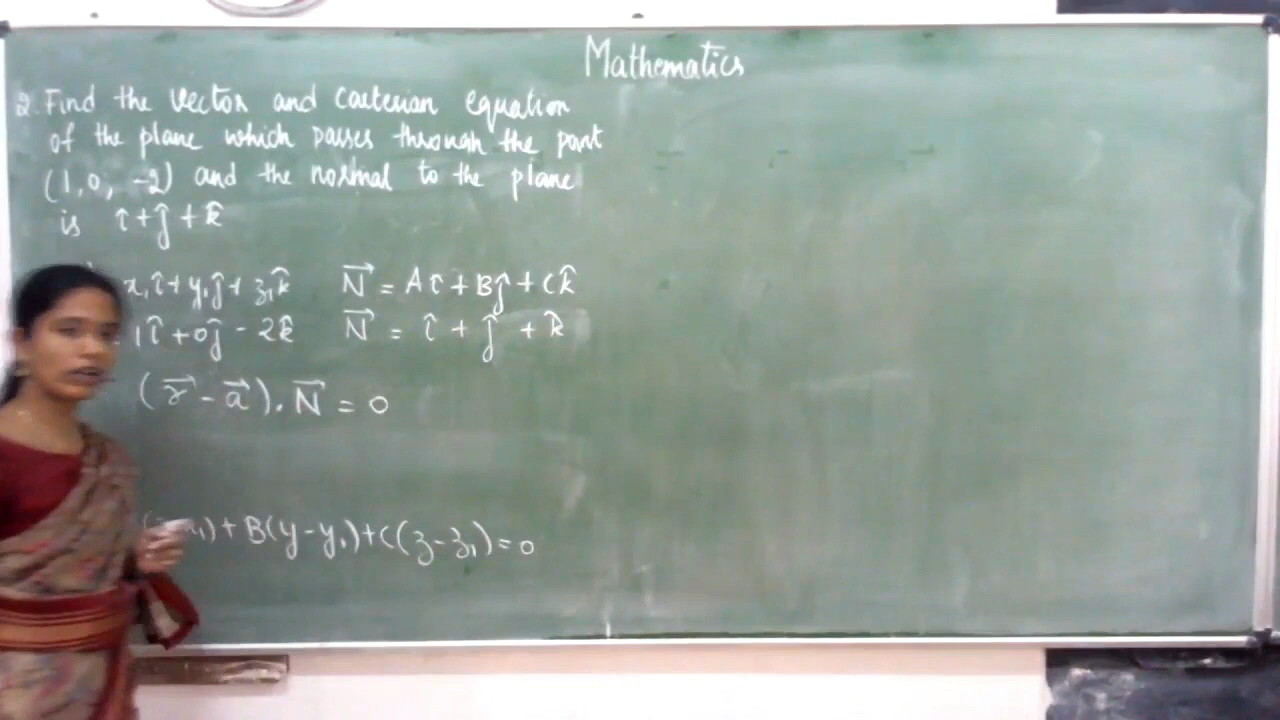 Mathematics
2. Find the vector and Cartesian equation
of the plane which passes through the point
(1, 0, -2) and the normal to the plane
is î + ĵ + k̂
x₁î + y₁ĵ + z₁k̂ N⃗ = Aî + Bĵ + Ck̂
1î + 0ĵ - 2k̂ N⃗ = î + ĵ + k̂
(r⃗ - a⃗). N⃗ = 0
x₁) + B(y - y₁) + C(z - z₁) = 0